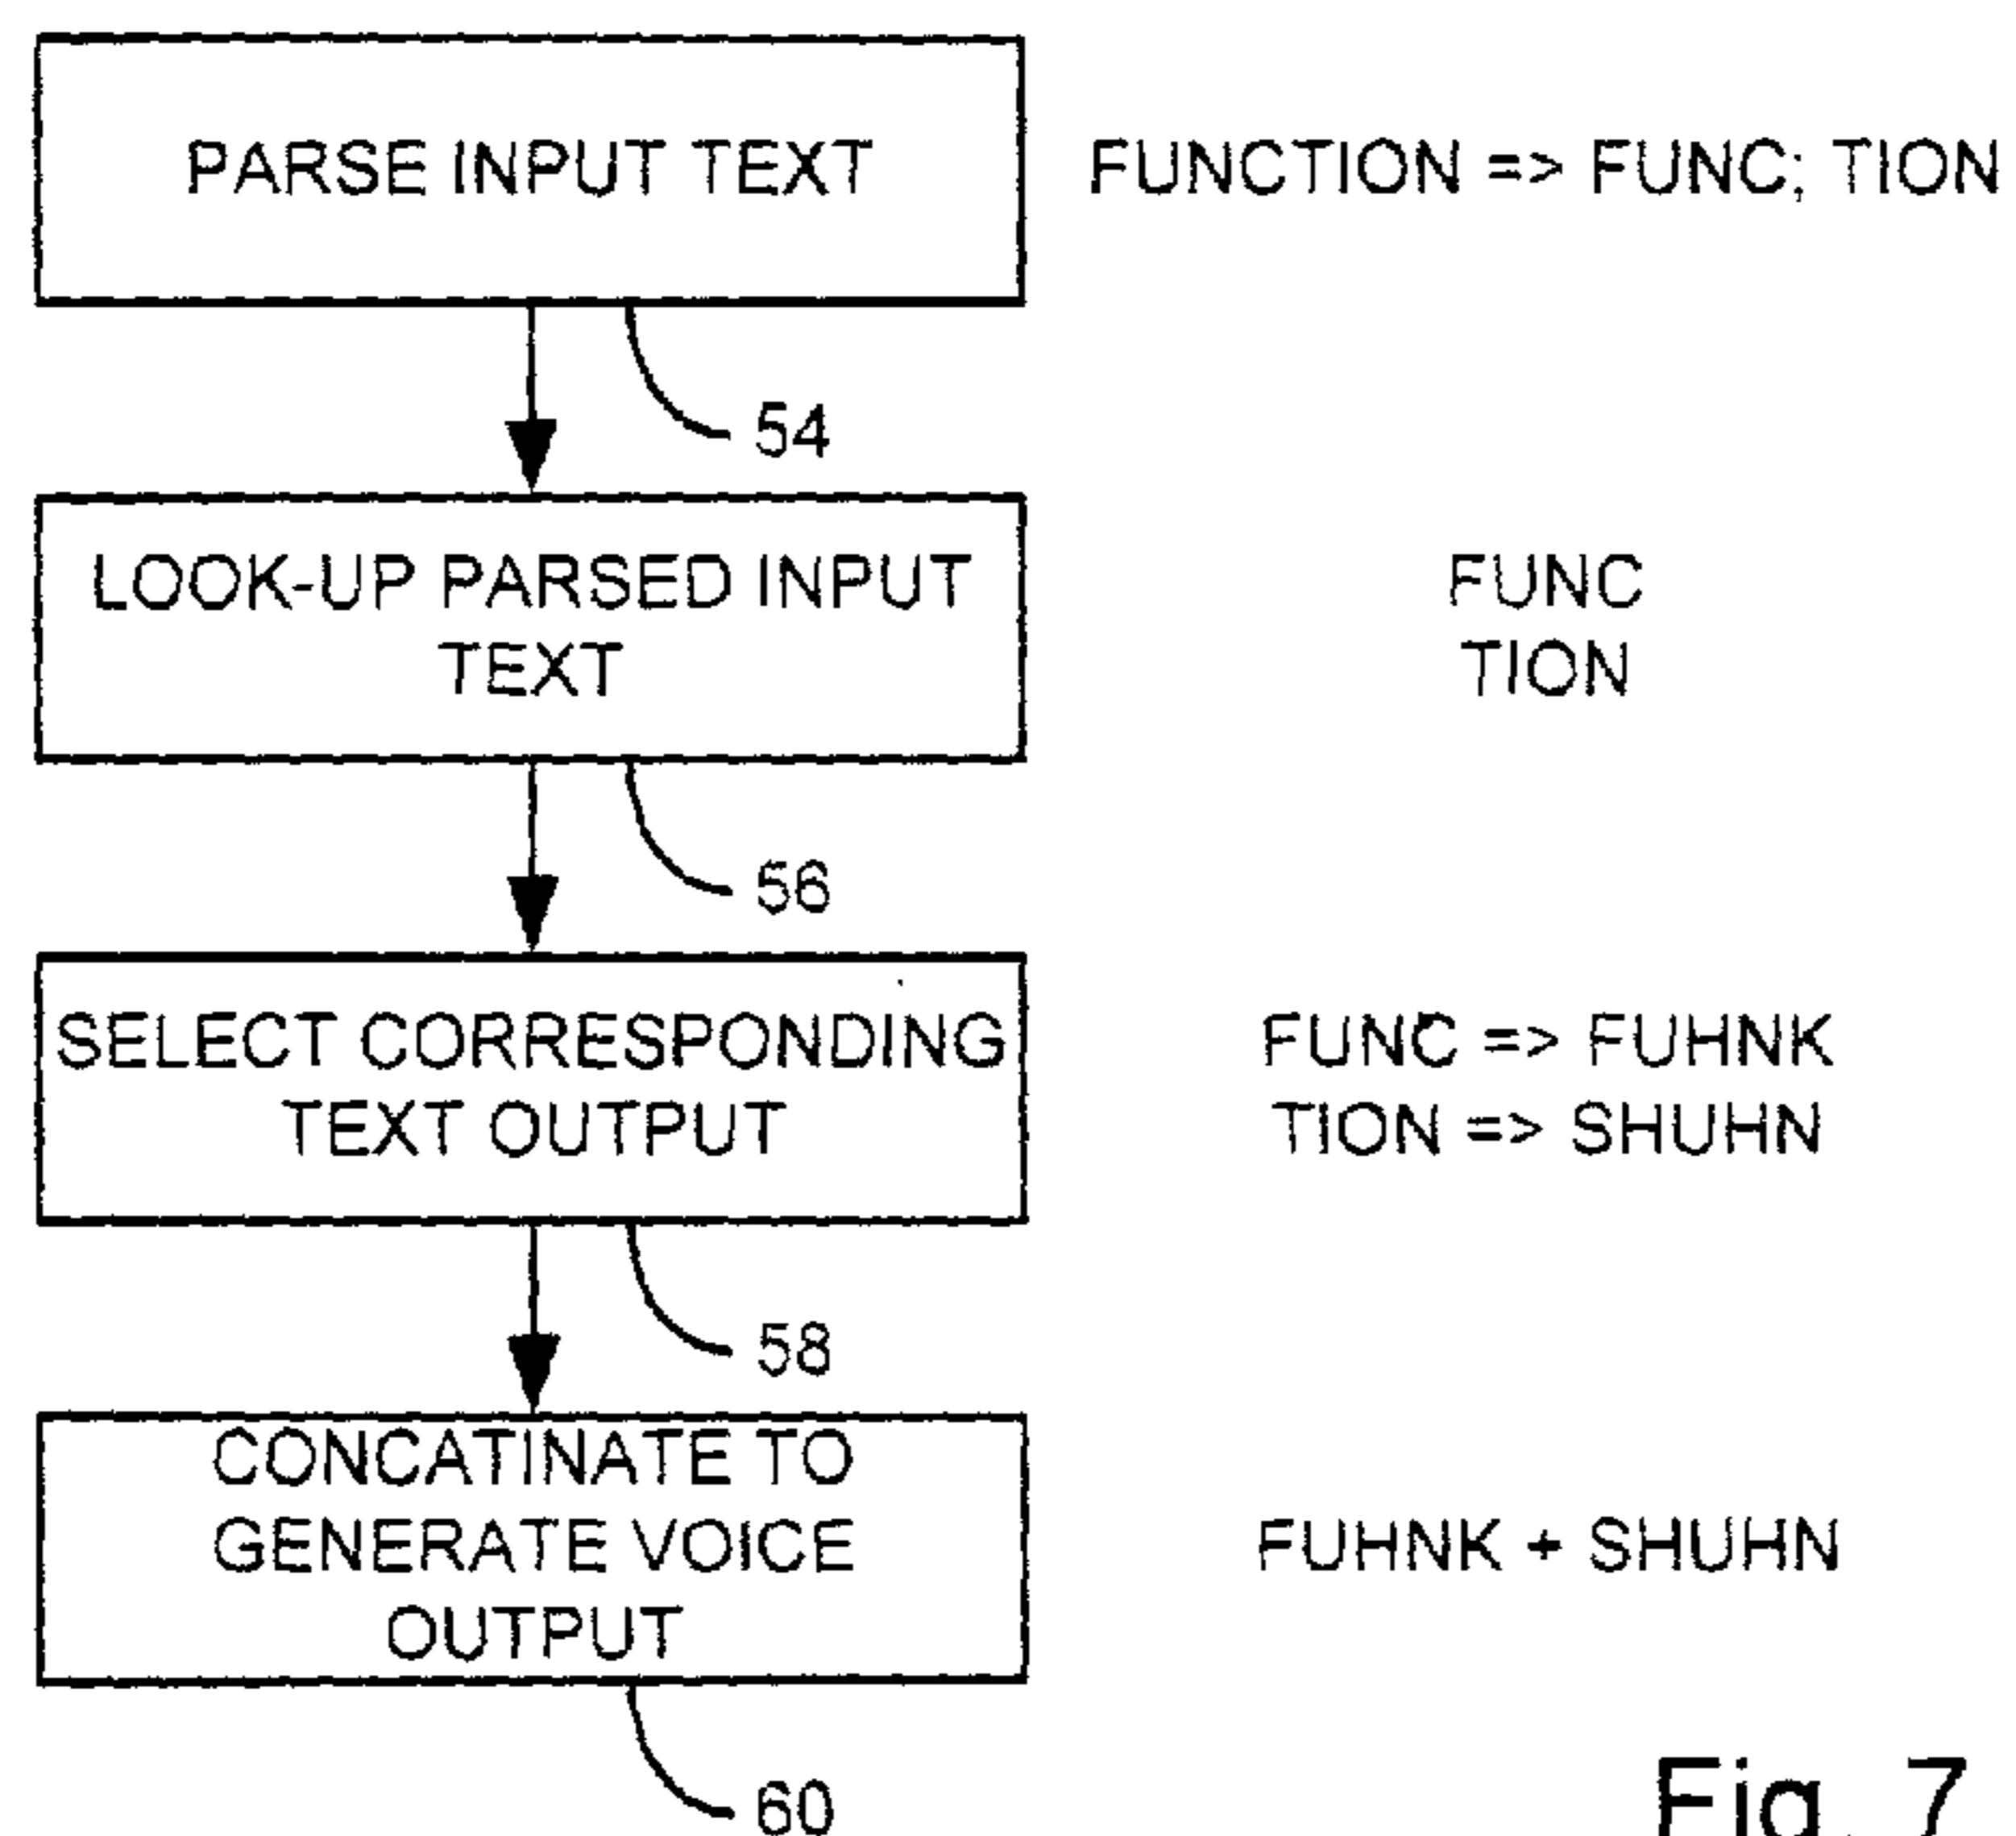 PARSE INPUT TEXT
FUNCTION => FUNC; TION
54
LOOK-UP PARSED INPUT
TEXT
FUNC
TION
56
SELECT CORRESPONDING
TEXT OUTPUT
FUNC => FUHNK
TION => SHUHN
58
CONCATINATE TO
GENERATE VOICE
OUTPUT
FUHNK + SHUHN
60
Fig. 7